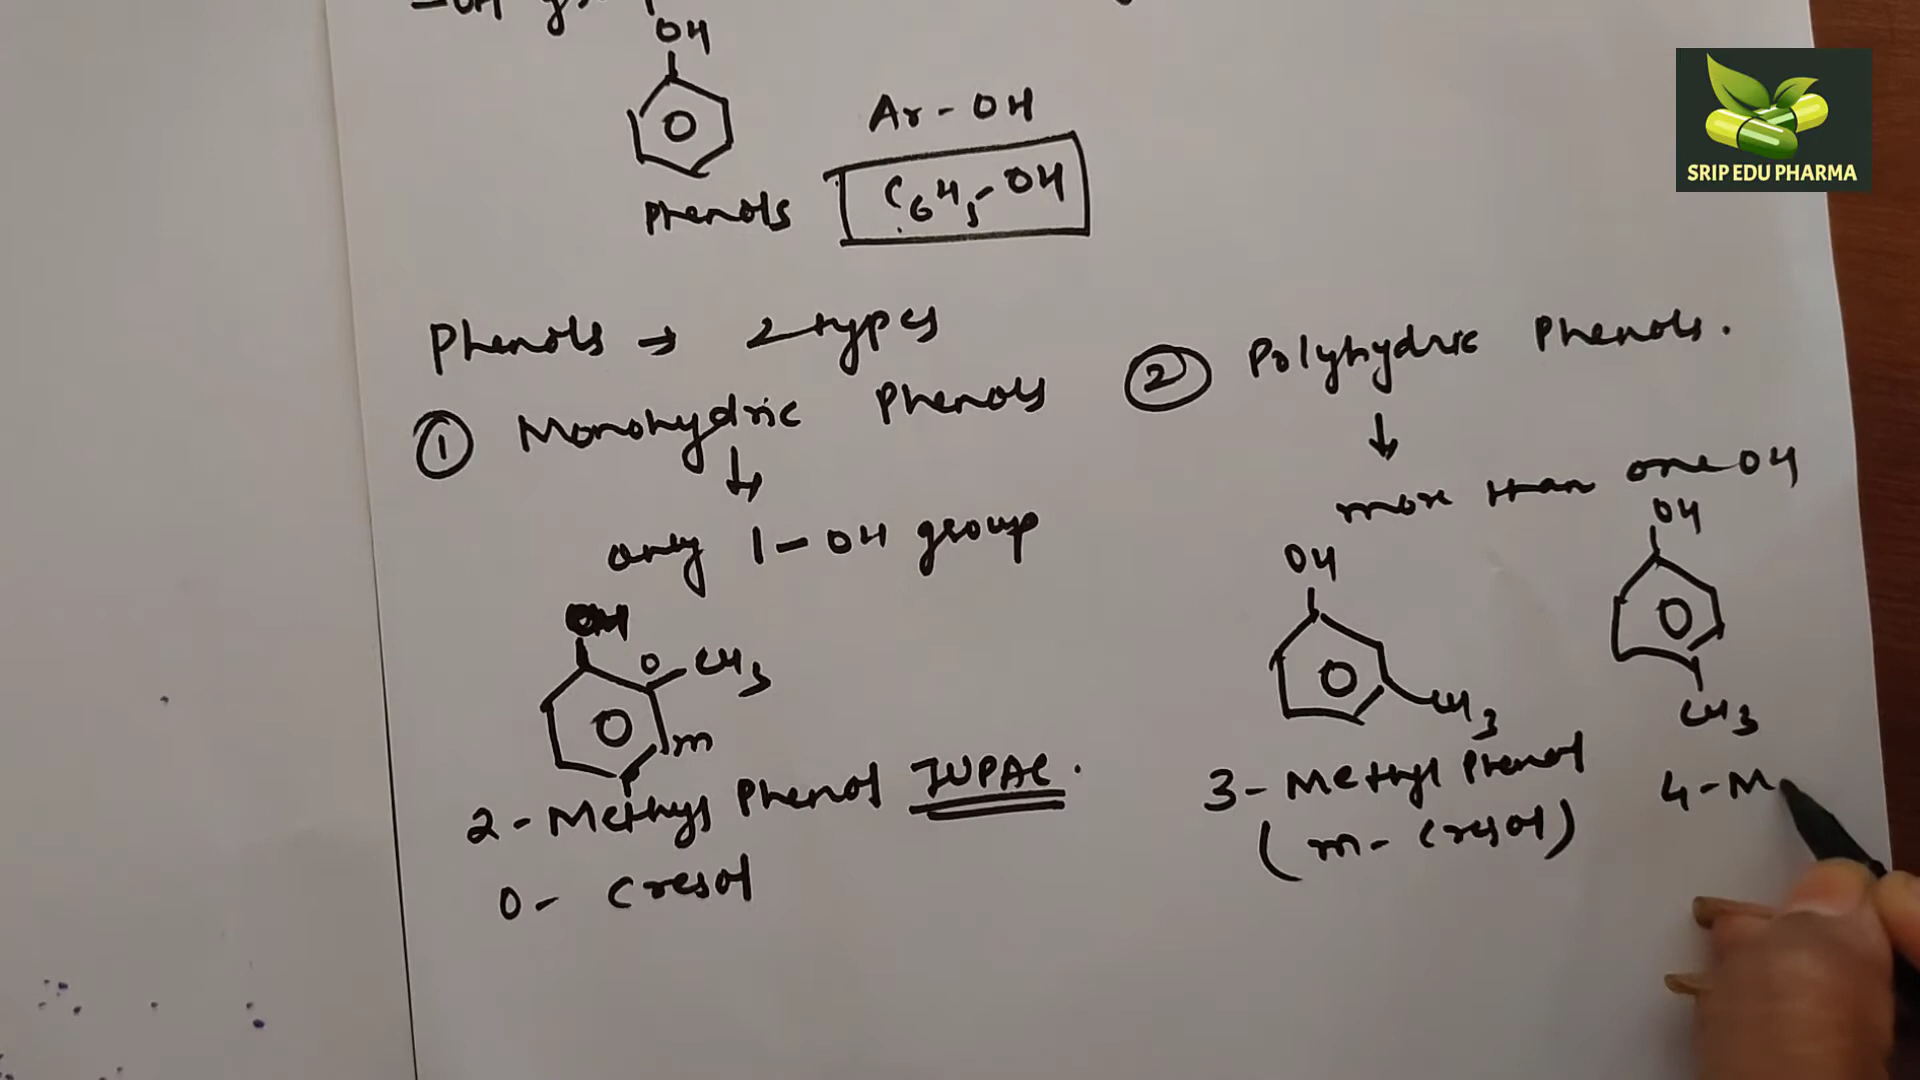 -OH
OH
Ar-OH
C6H5-OH
Phenols
SRIP EDU PHARMA
Phenols → 2 types
① Monohydric Phenols
↓
only 1-OH group
OH
o CH3
m
p
2-Methyl Phenol IUPAC.
o- Cresol
② Polyhydric Phenols.
↓
more than one OH
OH
CH3
3-Methyl Phenol
(m-Cresol)
OH
CH3
4-M